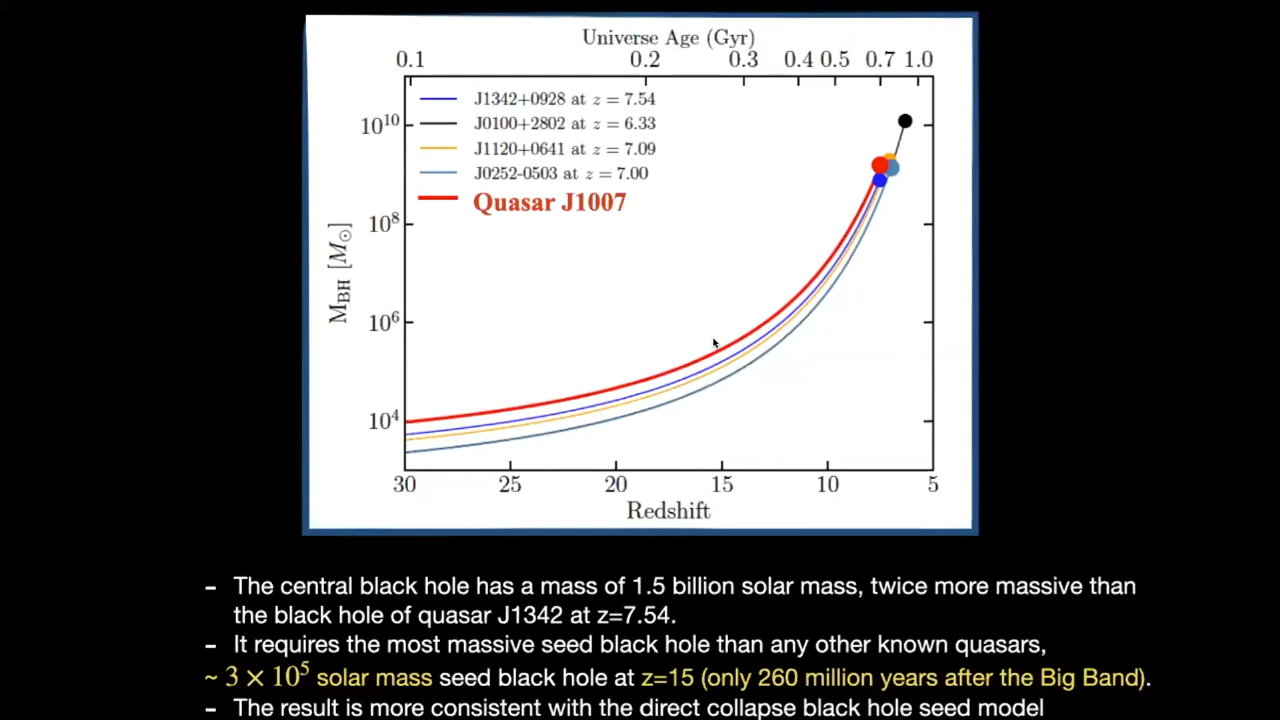 Universe Age (Gyr)
0.1 0.2 0.3 0.4 0.5 0.7 1.0
J1342+0928 at z = 7.54
J0100+2802 at z = 6.33
J1120+0641 at z = 7.09
J0252-0503 at z = 7.00
Quasar J1007
10¹⁰
10⁸
10⁶
10⁴
M_BH [M_⊙]
30 25 20 15 10 5
Redshift
- The central black hole has a mass of 1.5 billion solar mass, twice more massive than
the black hole of quasar J1342 at z=7.54.
- It requires the most massive seed black hole than any other known quasars,
~ 3 × 10⁵ solar mass seed black hole at z=15 (only 260 million years after the Big Band).
- The result is more consistent with the direct collapse black hole seed model